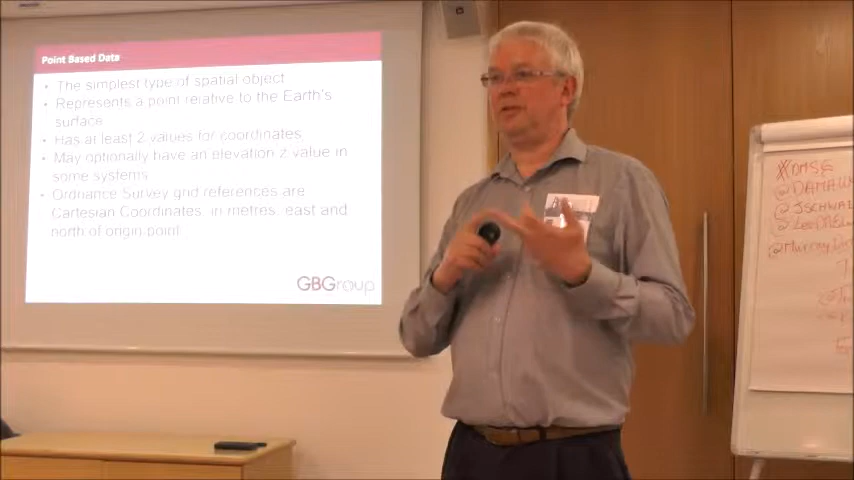 Point Based Data
• The simplest type of spatial object
• Represents a point relative to the Earth's
surface
• Has at least 2 values for coordinates
• May optionally have an elevation z value in
some systems
• Ordnance Survey grid references are
Cartesian Coordinates, in metres, east and
north of origin point
GBGroup
#DMSG